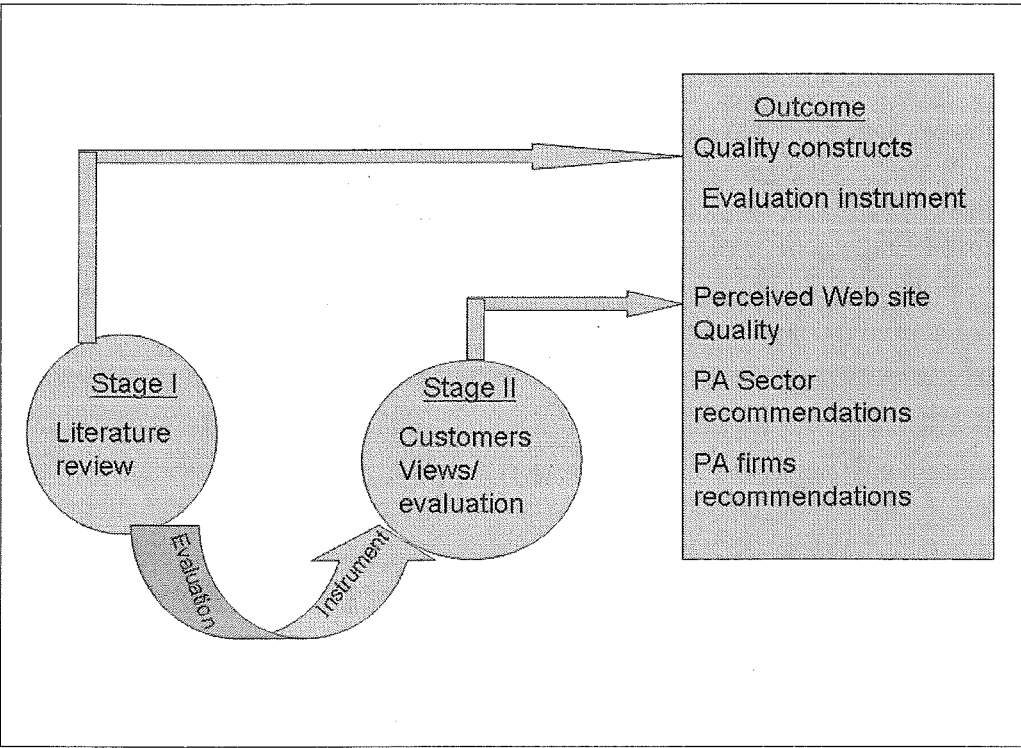 Stage I
Literature
review
Evaluation
Instrument
Stage II
Customers
Views/
evaluation
Outcome
Quality constructs
Evaluation instrument
Perceived Web site
Quality
PA Sector
recommendations
PA firms
recommendations